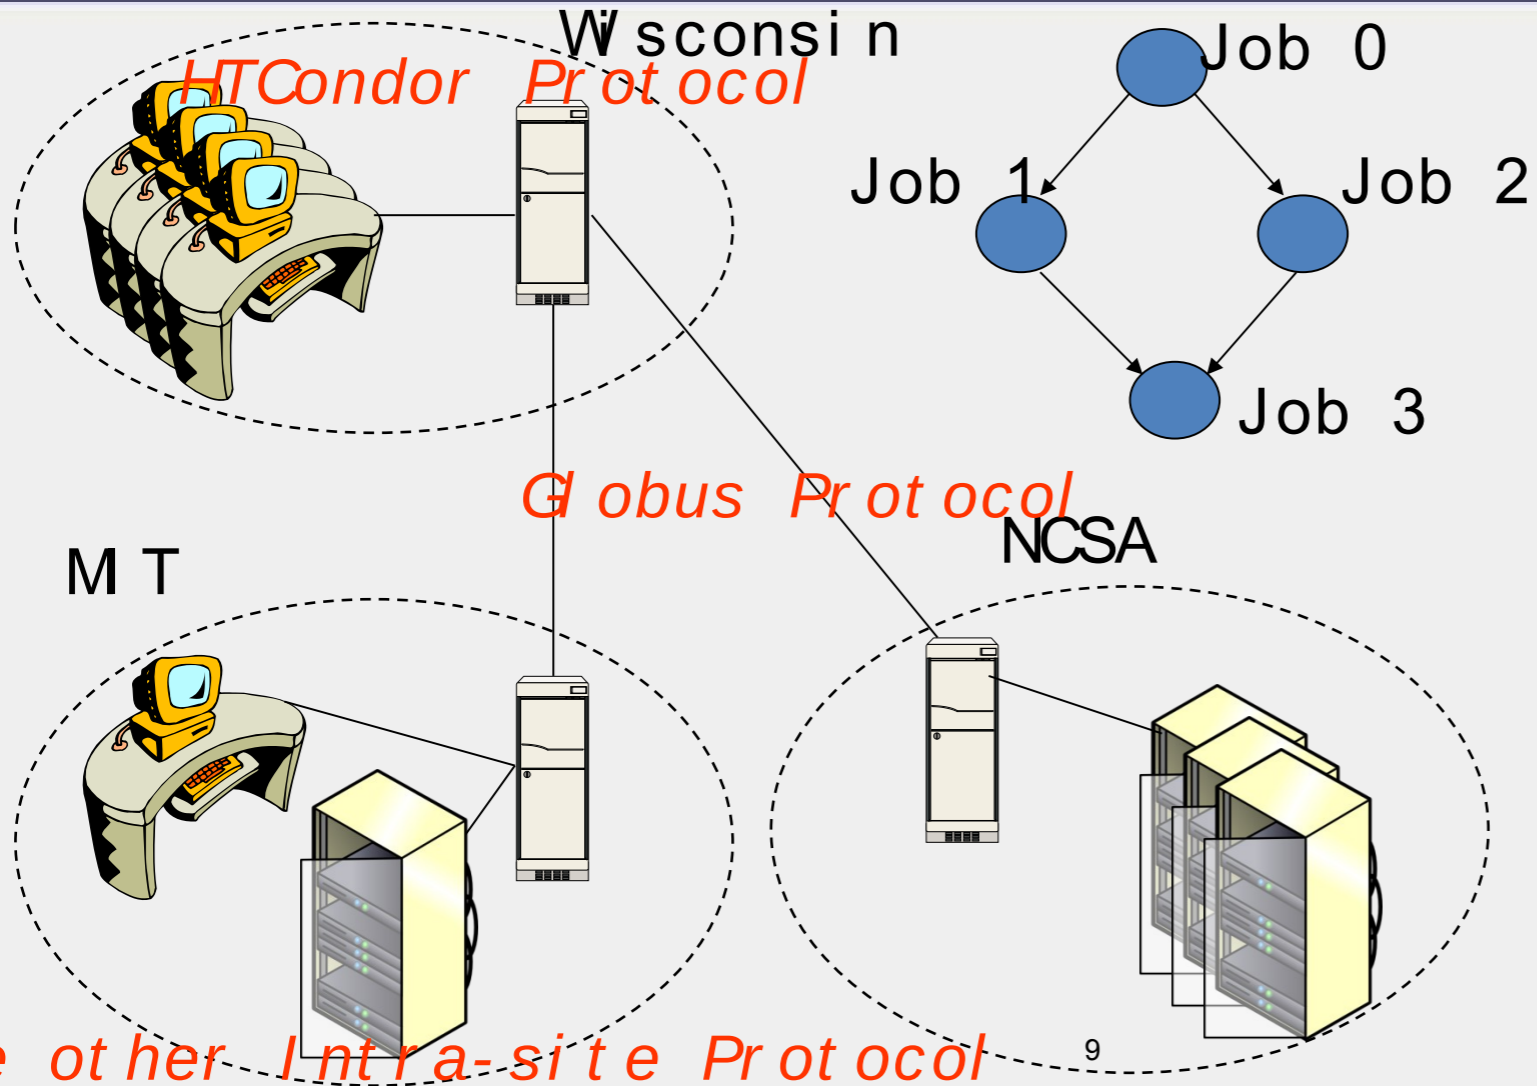 Wisconsin
HTCondor Protocol
Job 0
Job 1
Job 2
Job 3
Globus Protocol
NCSA
MIT
e other Intra-site Protocol
9